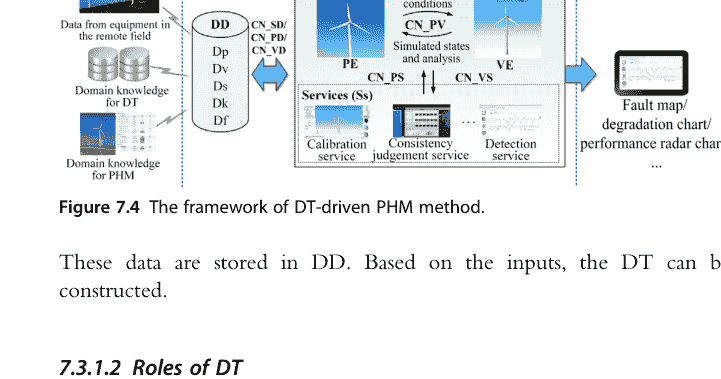 Data from equipment in
the remote field
Domain knowledge
for DT
Domain knowledge
for PHM
DD
Dp
Dv
Ds
Dk
Df
CN_SD/
CN_PD/
CN_VD
conditions
CN_PV
Simulated states
and analysis
PE
VE
CN_PS
CN_VS
Services (Ss)
Calibration
service
Consistency
judgement service
...
Detection
service
Fault map/
degradation chart/
performance radar char
...
Figure 7.4 The framework of DT-driven PHM method.
These data are stored in DD. Based on the inputs, the DT can b
constructed.
7.3.1.2 Roles of DT